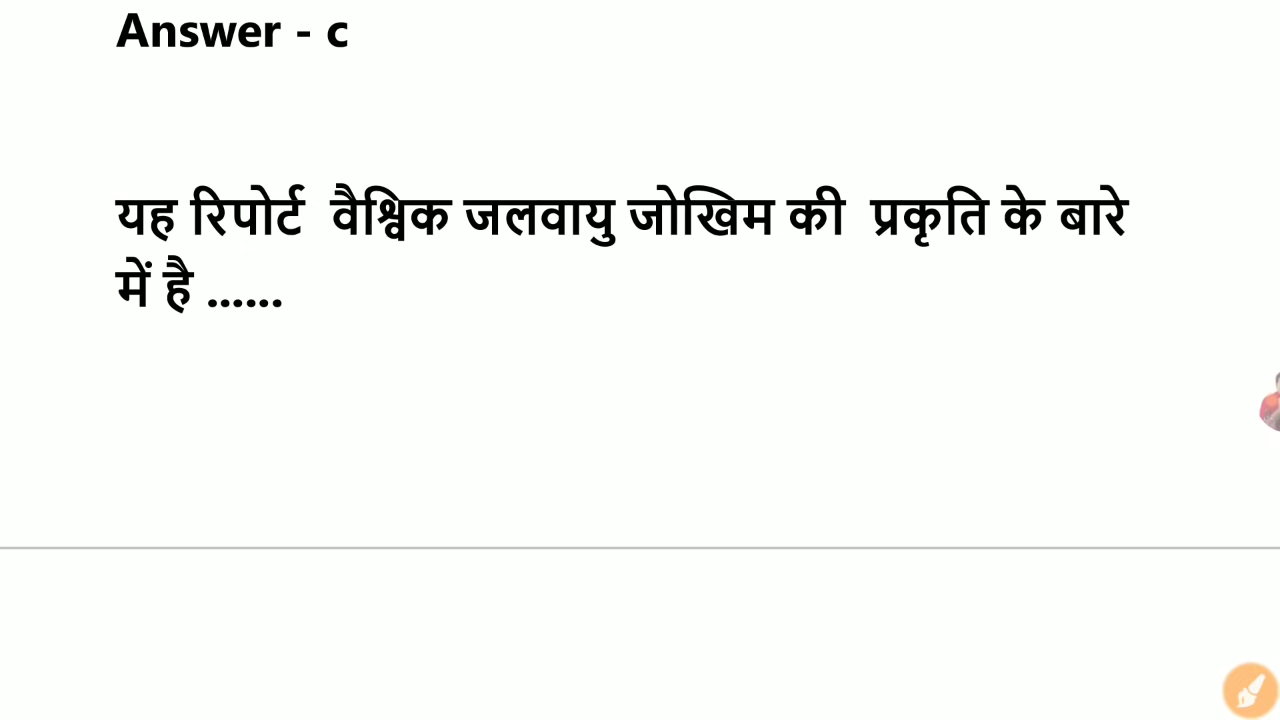 Answer - c
यह रिपोर्ट वैश्विक जलवायु जोखिम की प्रकृति के बारे
में है ......